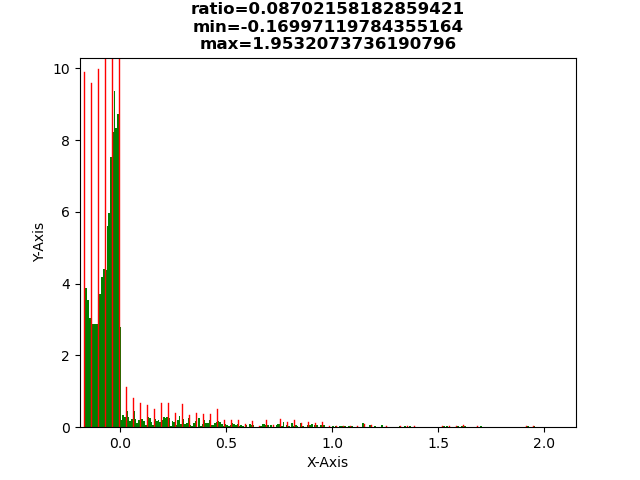 ratio=0.08702158182859421
min=-0.16997119784355164
max=1.9532073736190796
10
8
6
4
2
0
Y-Axis
0.0 0.5 1.0 1.5 2.0
X-Axis